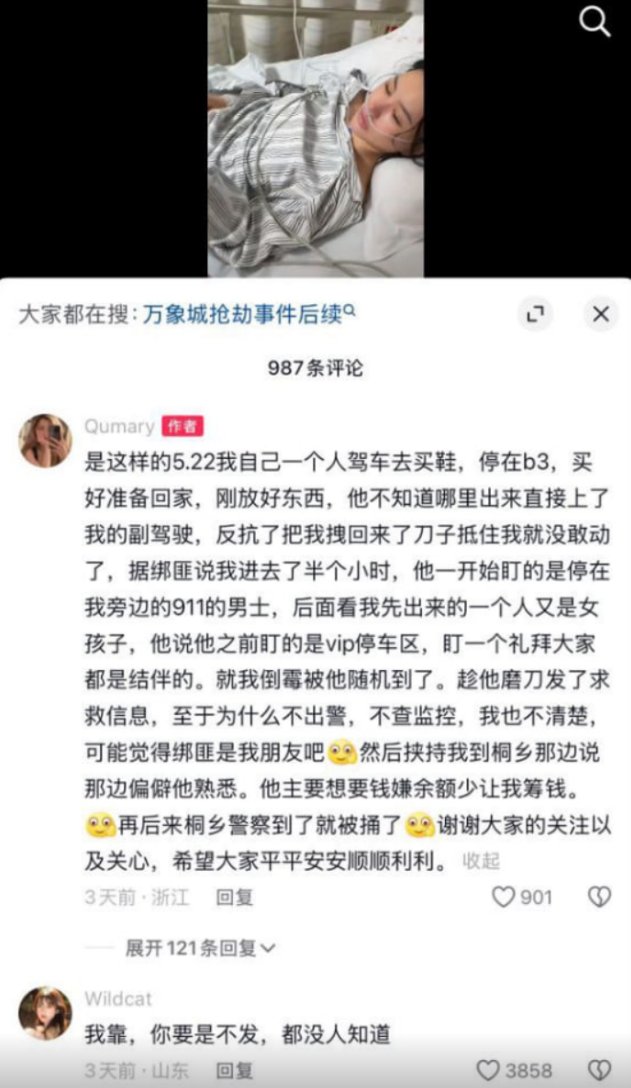 大家都在搜：万象城抢劫事件后续
987条评论
Qumary 作者
是这样的5.22我自己一个人驾车去买鞋，停在b3，买
好准备回家，刚放好东西，他不知道哪里出来直接上了
我的副驾驶，反抗了把我拽回来了刀子抵住我就没敢动
了，据绑匪说我进去了半个小时，他一开始盯的是停在
我旁边的911的男士，后面看我先出来的一个人又是女
孩子，他说他之前盯的是vip停车区，盯一个礼拜大家
都是结伴的。就我倒霉被他随机到了。趁他磨刀发了求
救信息，至于为什么不出警，不查监控，我也不清楚，
可能觉得绑匪是我朋友吧🫠然后挟持我到桐乡那边说
那边偏僻他熟悉。他主要想要钱嫌余额少让我筹钱。
🫠再后来桐乡警察到了就被捅了🫠谢谢大家的关注以
及关心，希望大家平平安安顺顺利利。 收起
3天前·浙江 回复 901
展开121条回复
Wildcat
我靠，你要是不发，都没人知道
3天前·山东 回复 3858